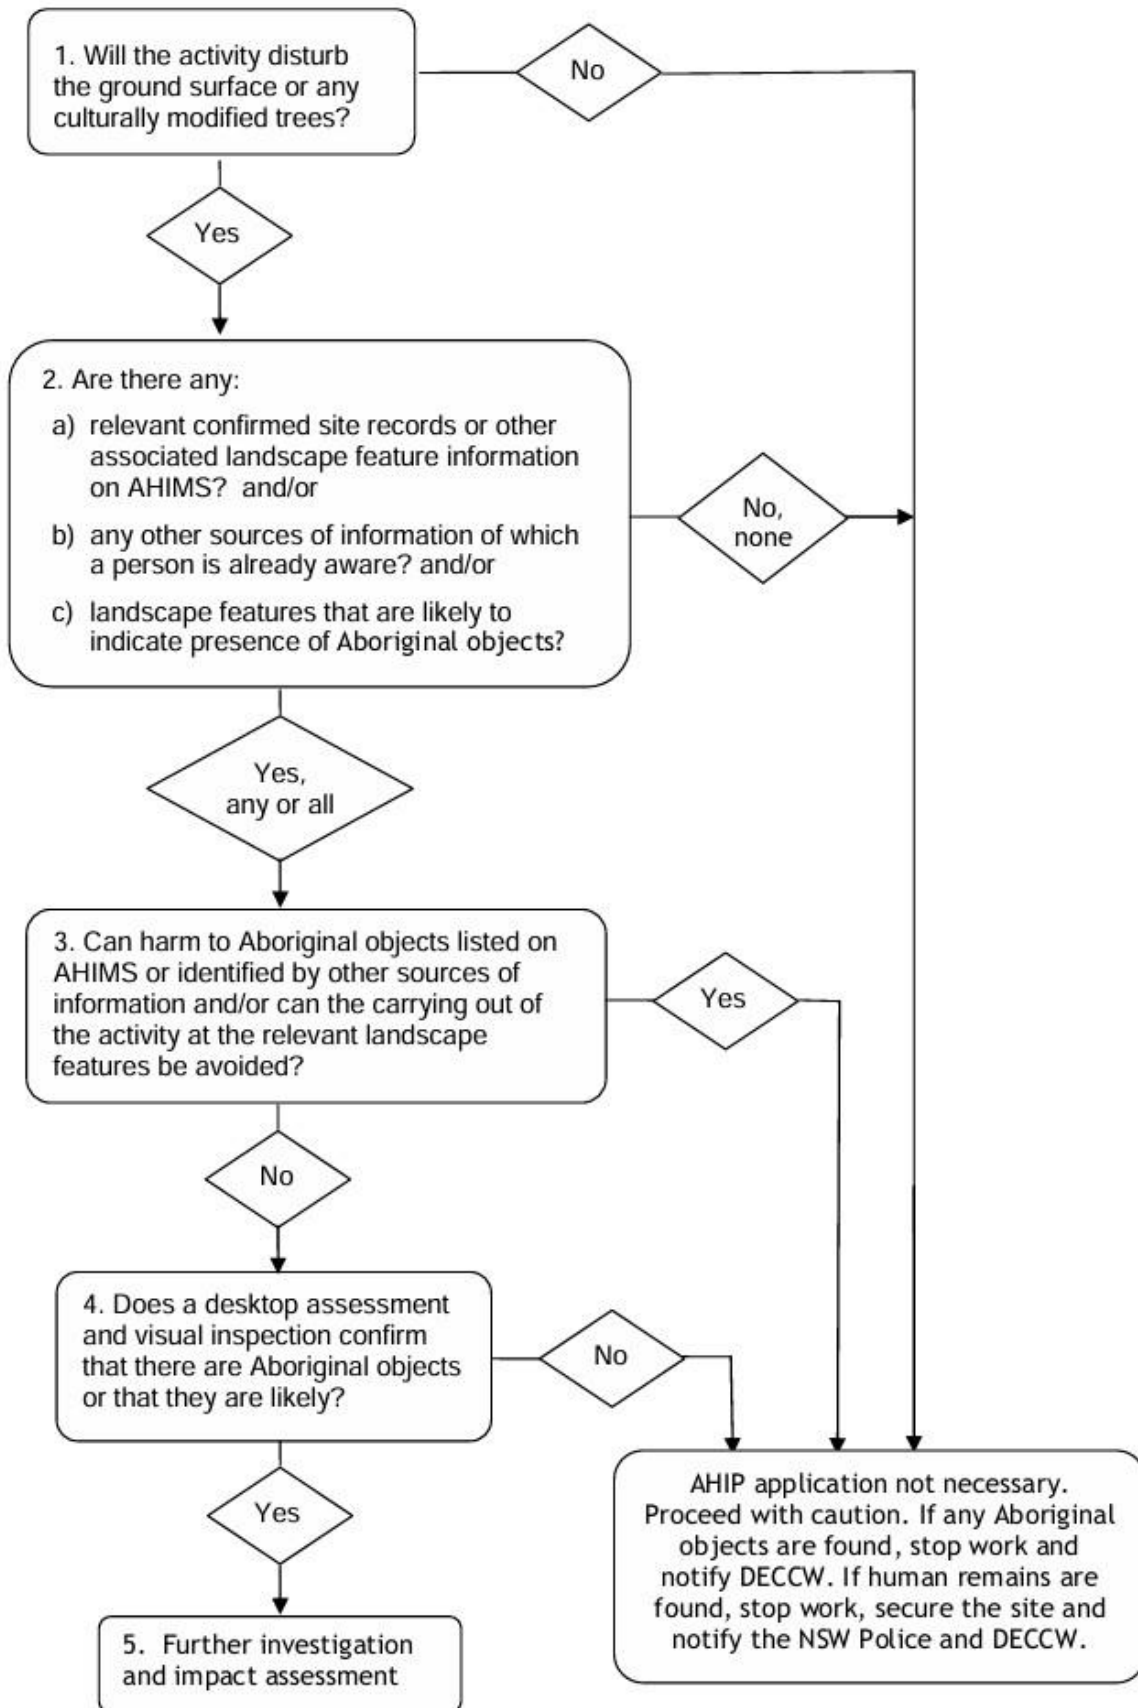 1. Will the activity disturb
the ground surface or any
culturally modified trees?
No
Yes
2. Are there any:
a) relevant confirmed site records or other
associated landscape feature information
on AHIMS? and/or
b) any other sources of information of which
a person is already aware? and/or
c) landscape features that are likely to
indicate presence of Aboriginal objects?
No,
none
Yes,
any or all
3. Can harm to Aboriginal objects listed on
AHIMS or identified by other sources of
information and/or can the carrying out of
the activity at the relevant landscape
features be avoided?
Yes
No
4. Does a desktop assessment
and visual inspection confirm
that there are Aboriginal objects
or that they are likely?
No
Yes
AHIP application not necessary.
Proceed with caution. If any Aboriginal
objects are found, stop work and
notify DECCW. If human remains are
found, stop work, secure the site and
notify the NSW Police and DECCW.
5. Further investigation
and impact assessment